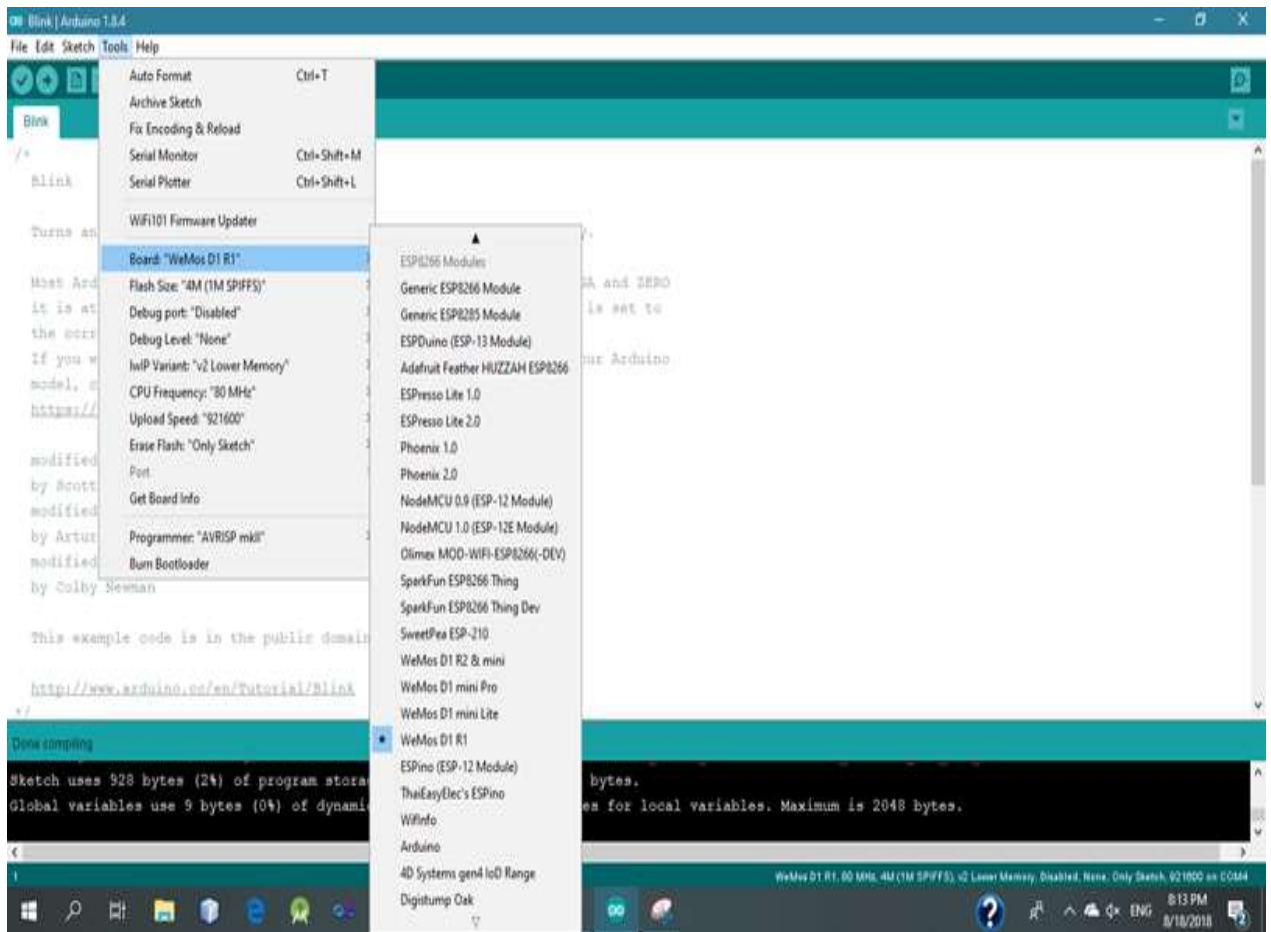 Blink | Arduino 1.8.4
File Edit Sketch Tools Help
Blink
Auto Format Ctrl+T
Archive Sketch
Fix Encoding & Reload
Serial Monitor Ctrl+Shift+M
Serial Plotter Ctrl+Shift+L
WiFi101 Firmware Updater
Board: "WeMos D1 R1"
Flash Size: "4M (1M SPIFFS)"
Debug port: "Disabled"
Debug Level: "None"
lwIP Variant: "v2 Lower Memory"
CPU Frequency: "80 MHz"
Upload Speed: "921600"
Erase Flash: "Only Sketch"
Port
Get Board Info
Programmer: "AVRISP mkII"
Burn Bootloader
ESP8266 Modules
Generic ESP8266 Module
Generic ESP8285 Module
ESPDuino (ESP-13 Module)
Adafruit Feather HUZZAH ESP8266
ESPresso Lite 1.0
ESPresso Lite 2.0
Phoenix 1.0
Phoenix 2.0
NodeMCU 0.9 (ESP-12 Module)
NodeMCU 1.0 (ESP-12E Module)
Olimex MOD-WIFI-ESP8266(-DEV)
SparkFun ESP8266 Thing
SparkFun ESP8266 Thing Dev
SweetPea ESP-210
WeMos D1 R2 & mini
WeMos D1 mini Pro
WeMos D1 mini Lite
WeMos D1 R1
ESPino (ESP-12 Module)
ThaiEasyElec's ESPino
WifInfo
Arduino
4D Systems gen4 IoD Range
Digistump Oak
/*
Blink
Turns an y.
Most Ard GA and ZERO
it is at is set to
the corr
If you w our Arduino
model, c
https://
modified
by Scott
modified
by Artur
modified
by Colby Newman
This example code is in the public domain
http://www.arduino.cc/en/Tutorial/Blink
*/
Done compiling
Sketch uses 928 bytes (2%) of program stora bytes.
Global variables use 9 bytes (0%) of dynami es for local variables. Maximum is 2048 bytes.
1 WeMos D1 R1, 80 MHz, 4M (1M SPIFFS), v2 Lower Memory, Disabled, None, Only Sketch, 921600 on COM4
ENG 8:13 PM
8/18/2018